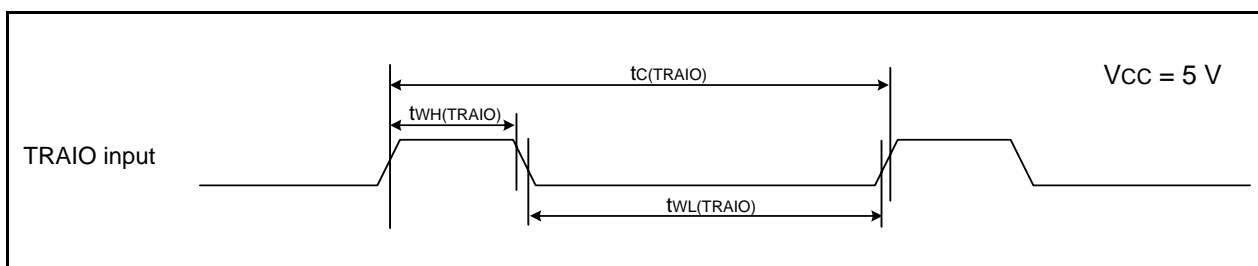 tC(TRAIO)
VCC = 5 V
tWH(TRAIO)
TRAIO input
tWL(TRAIO)